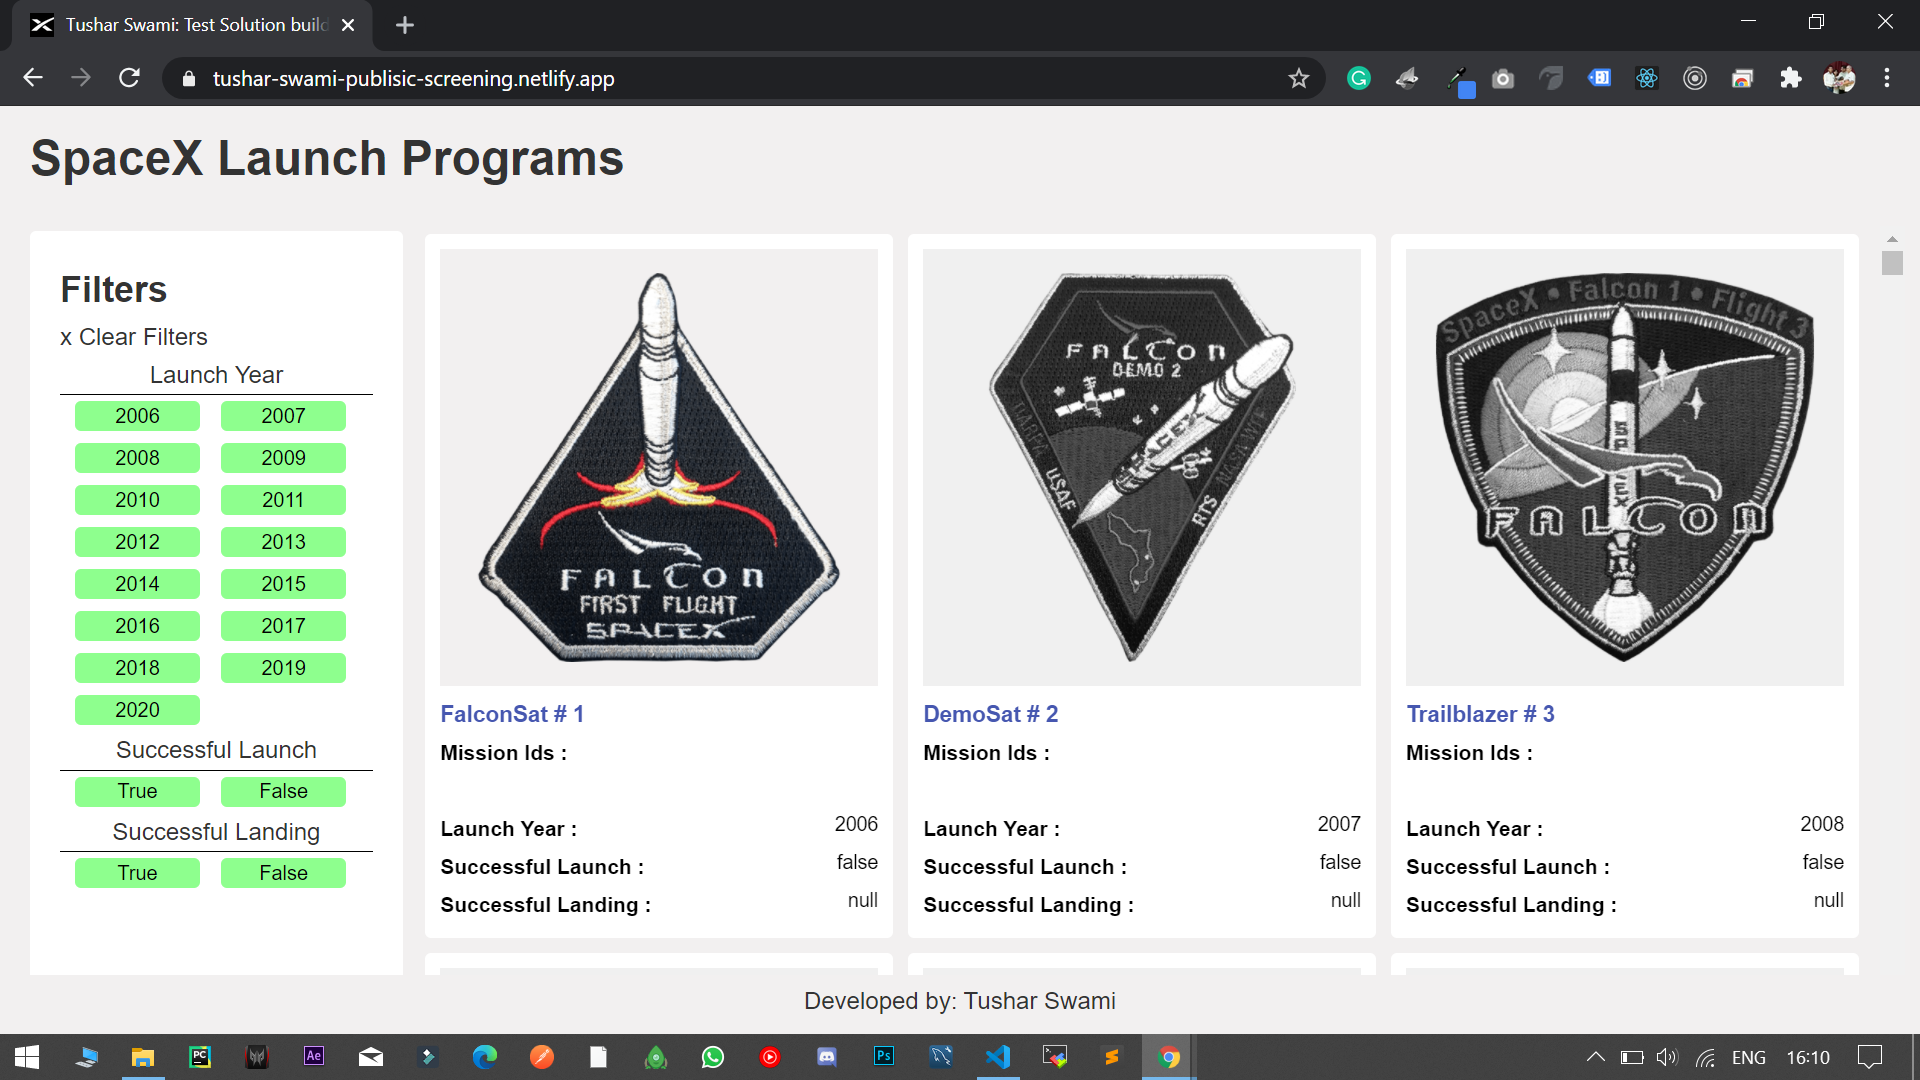 Tushar Swami: Test Solution build
tushar-swami-publisic-screening.netlify.app
SpaceX Launch Programs
Filters
x Clear Filters
Launch Year
2006 2007
2008 2009
2010 2011
2012 2013
2014 2015
2016 2017
2018 2019
2020
Successful Launch
True False
Successful Landing
True False
FALCON
FIRST FLIGHT
SPACEX
FalconSat # 1
Mission Ids :
Launch Year : 2006
Successful Launch : false
Successful Landing : null
FALCON
DEMO 2
SPACEX
USAF
RTS
DemoSat # 2
Mission Ids :
Launch Year : 2007
Successful Launch : false
Successful Landing : null
SpaceX • Falcon 1 • Flight 3
FALCON
Trailblazer # 3
Mission Ids :
Launch Year : 2008
Successful Launch : false
Successful Landing : null
Developed by: Tushar Swami
PC
Ae
Ps
ENG
16:10